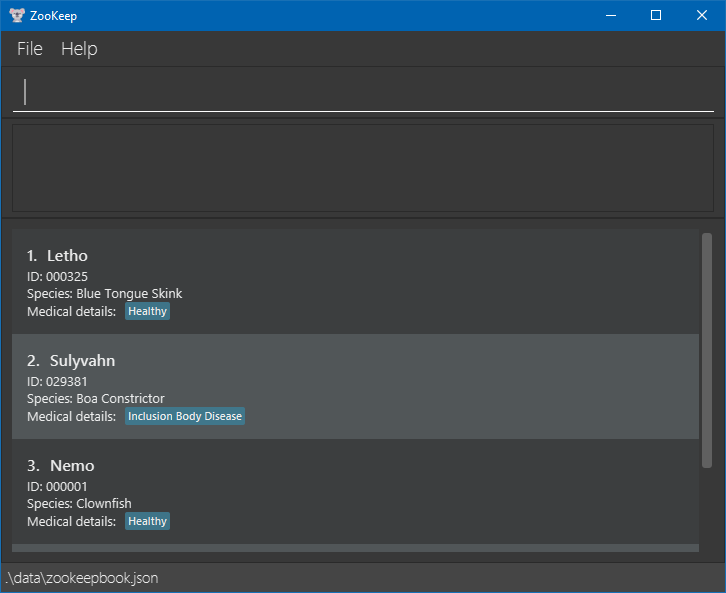 ZooKeep
File Help
1. Letho
ID: 000325
Species: Blue Tongue Skink
Medical details: Healthy
2. Sulyvahn
ID: 029381
Species: Boa Constrictor
Medical details: Inclusion Body Disease
3. Nemo
ID: 000001
Species: Clownfish
Medical details: Healthy
.\data\zookeepbook.json